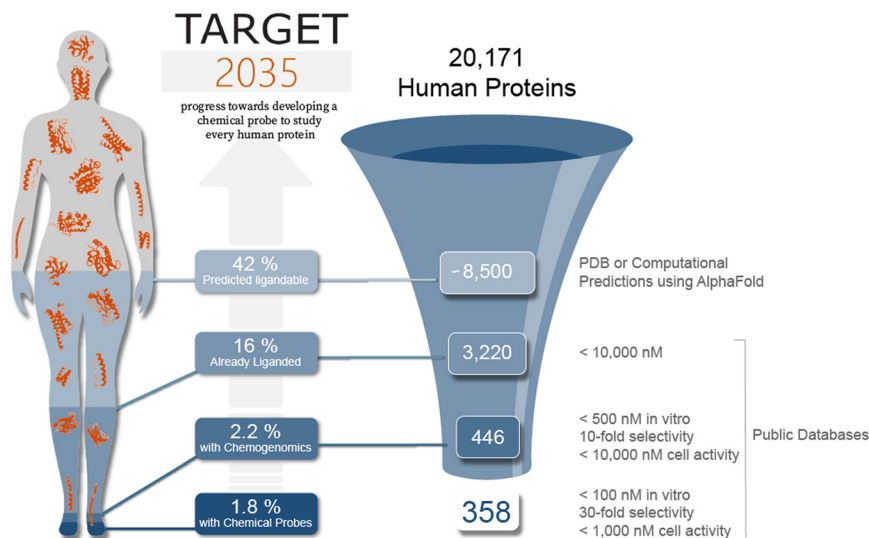 TARGET
2035
progress towards developing a
chemical probe to study
every human protein
20,171
Human Proteins
42 %
Predicted ligandable
~8,500
PDB or Computational
Predictions using AlphaFold
16 %
Already Liganded
3,220
< 10,000 nM
2.2 %
with Chemogenomics
446
< 500 nM in vitro
10-fold selectivity
< 10,000 nM cell activity
Public Databases
1.8 %
with Chemical Probes
358
< 100 nM in vitro
30-fold selectivity
< 1,000 nM cell activity